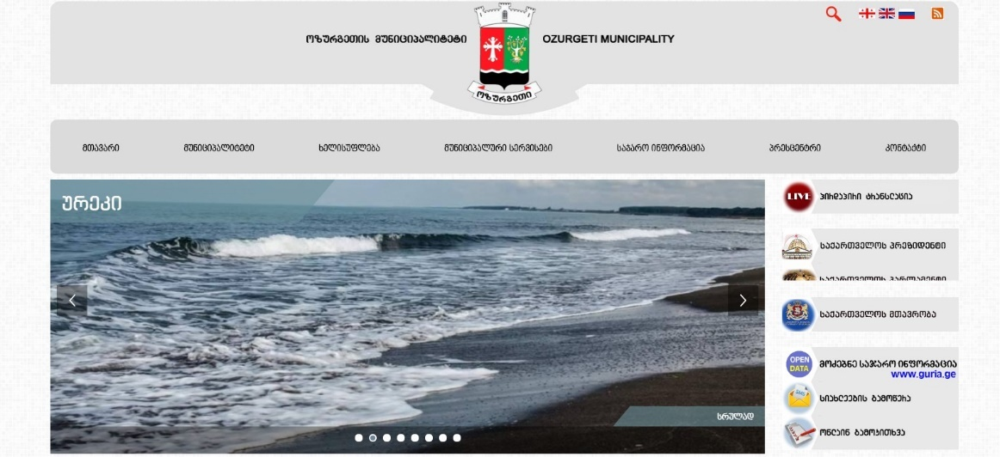 ოზურგეთის მუნიციპალიტეტი
OZURGETI MUNICIPALITY
ოზურგეთი
მთავარი
მუნიციპალიტეტი
ხელისუფლება
მუნიციპალური სერვისები
საჯარო ინფორმაცია
პრესცენტრი
კონტაქტი
ურეკი
სრულად
LIVE პირდაპირი ტრანსლაცია
საქართველოს პრეზიდენტი
საქართველოს პარლამენტი
საქართველოს მთავრობა
OPEN
DATA
მოძებნე საჯარო ინფორმაცია
www.guria.ge
SMS
სიახლეების გამოწერა
ონლაინ გამოკითხვა